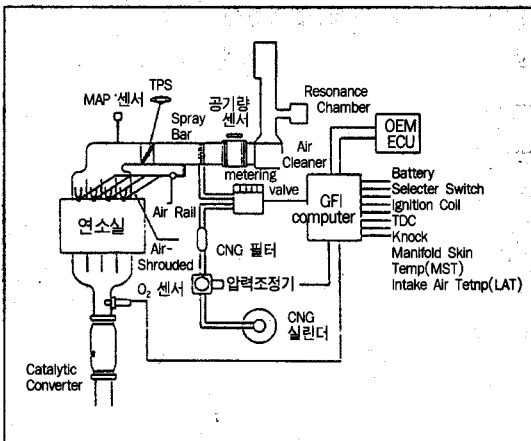 TPS
MAP 센서
Spray
Bar
공기량
센서
Resonance
Chamber
OEM
ECU
Air
Cleaner
metering
valve
GFI
computer
Battery
Selecter Switch
Ignition Coil
TDC
Knock
Manifold Skin
Temp(MST)
Intake Air Tetnp(LAT)
Air Rail
연소실
Air-
Shrouded
CNG 필터
O₂ 센서
압력조정기
CNG
실린더
Catalytic
Converter